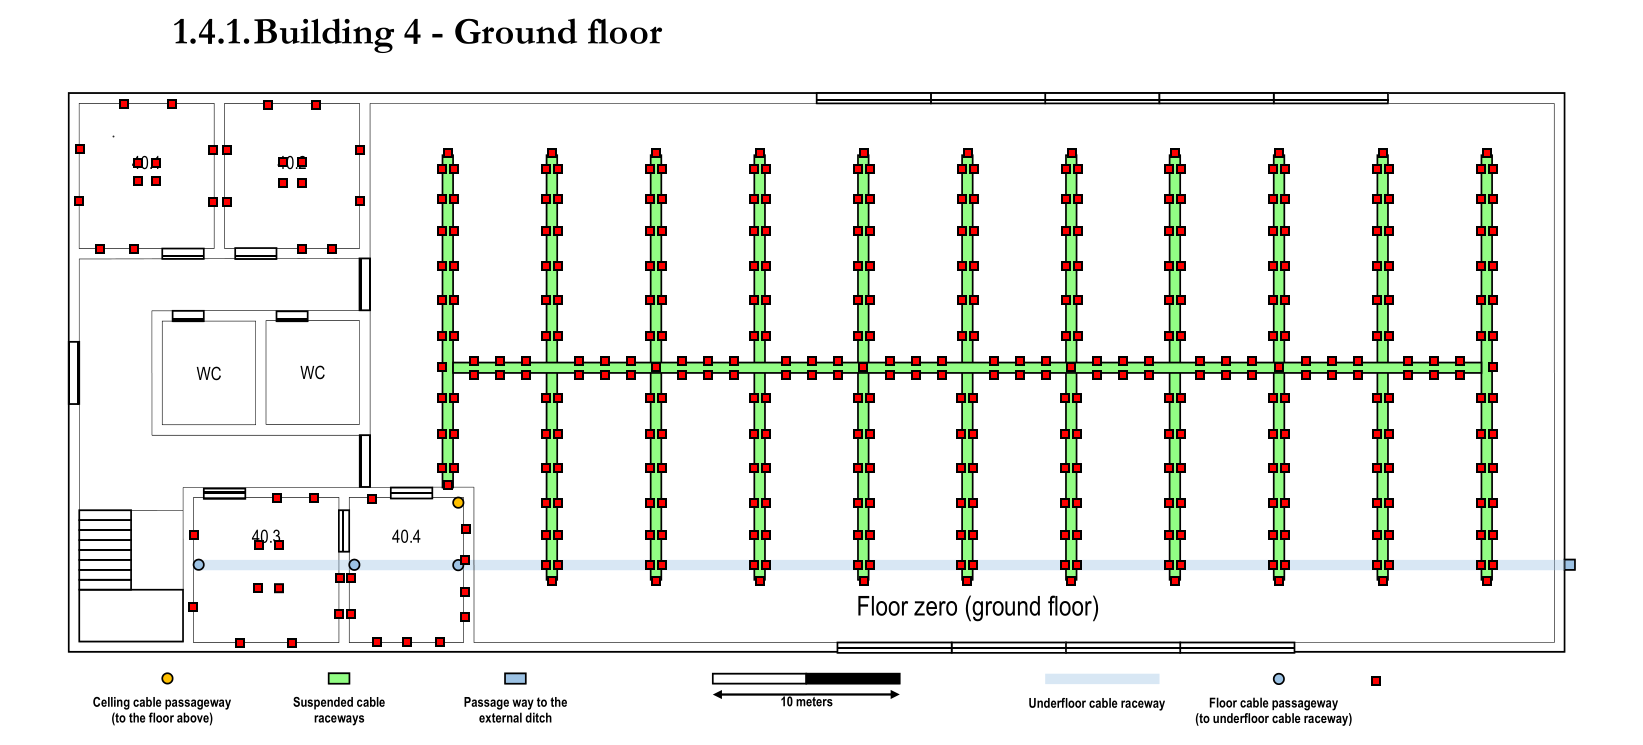 1.4.1.Building 4 - Ground floor
40.1
40.2
WC
WC
40.3
40.4
Floor zero (ground floor)
Celling cable passageway
(to the floor above)
Suspended cable
raceways
Passage way to the
external ditch
10 meters
Underfloor cable raceway
Floor cable passageway
(to underfloor cable raceway)